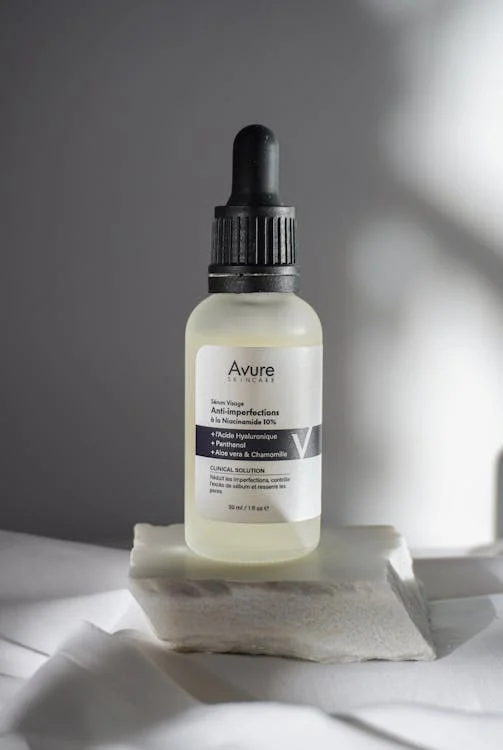 Avure
SKINCARE
Sérum Visage
Anti-imperfections
à la Niacinamide 10%
+ l'Acide Hyaluronique
+ Panthenol
+ Aloe vera & Chamomille
V
CLINICAL SOLUTION
Réduit les imperfections, contrôle
l'excès de sébum et resserre les
pores.
30 ml / 1 fl oz ℮